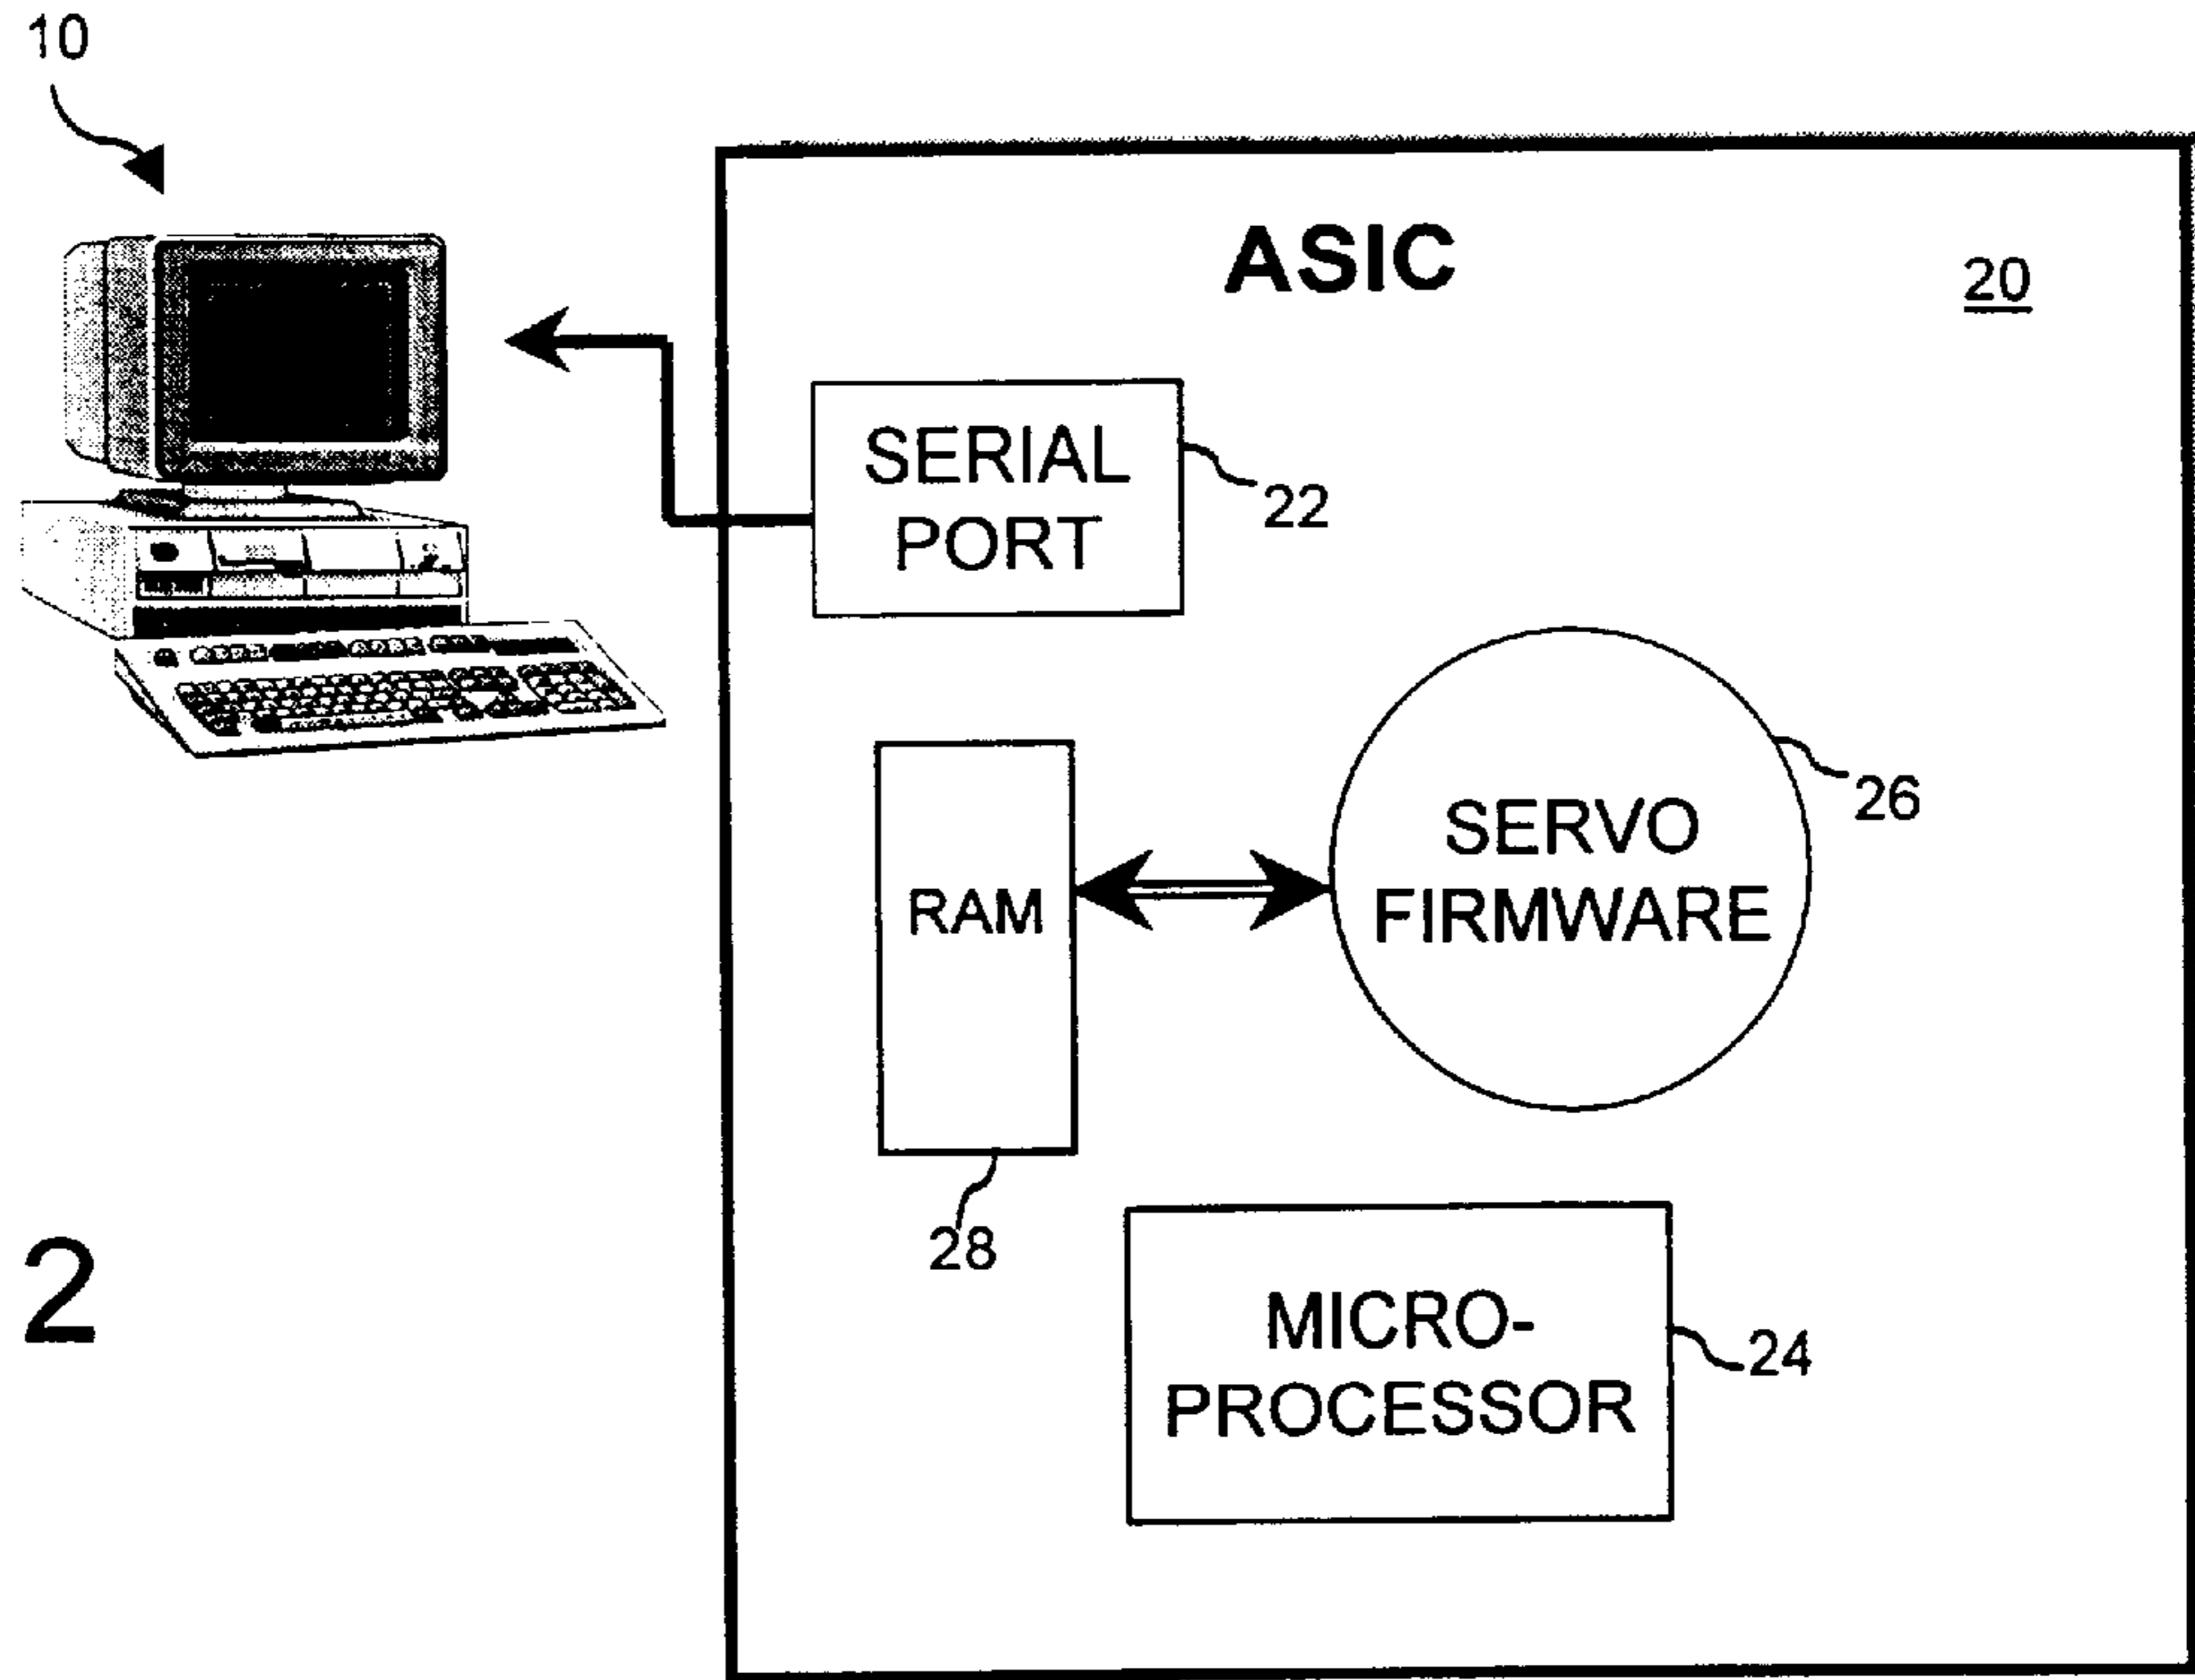 10
ASIC
20
SERIAL
PORT
22
SERVO
FIRMWARE
26
RAM
28
MICRO-
PROCESSOR
24
2